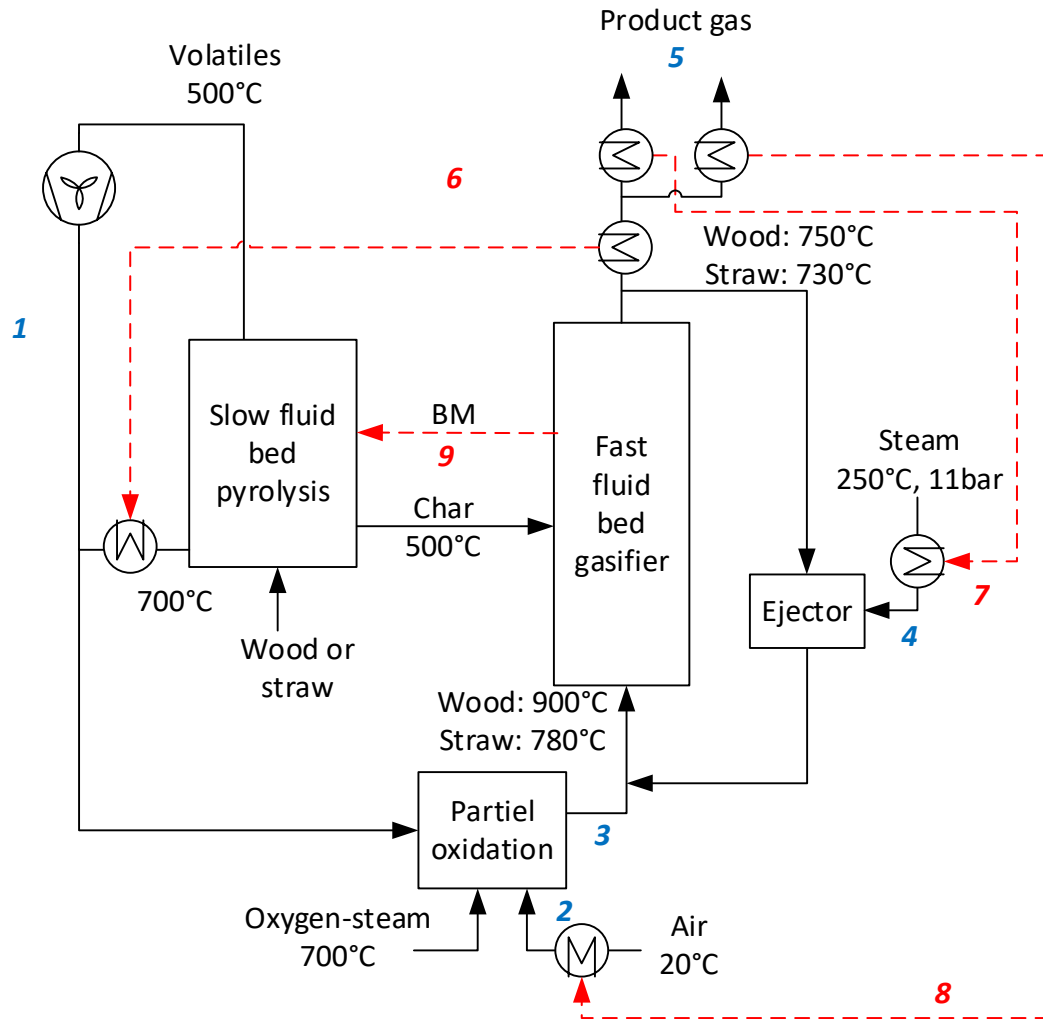 Product gas
5
Volatiles
500°C
6
Wood: 750°C
Straw: 730°C
1
Slow fluid
bed
pyrolysis
BM
9
Char
500°C
Fast
fluid
bed
gasifier
Steam
250°C, 11bar
7
700°C
Ejector
4
Wood or
straw
Wood: 900°C
Straw: 780°C
Partiel
oxidation
3
2
Oxygen-steam
700°C
Air
20°C
8